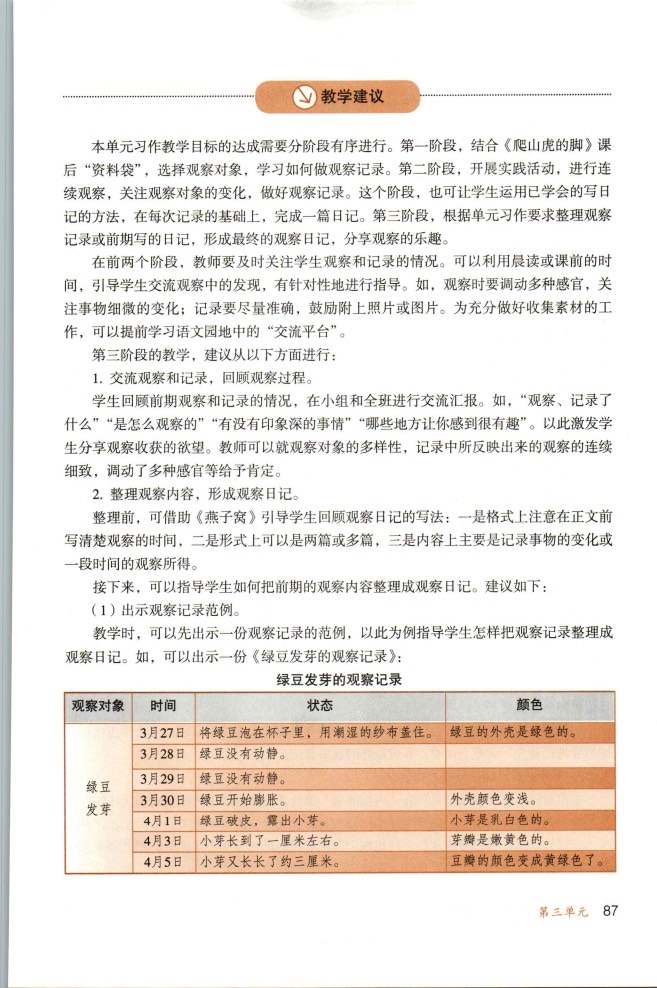 教学建议
本单元习作教学目标的达成需要分阶段有序进行。第一阶段，结合《爬山虎的脚》课
后“资料袋”，选择观察对象，学习如何做观察记录。第二阶段，开展实践活动，进行连
续观察，关注观察对象的变化，做好观察记录。这个阶段，也可让学生运用已学会的写日
记的方法，在每次记录的基础上，完成一篇日记。第三阶段，根据单元习作要求整理观察
记录或前期写的日记，形成最终的观察日记，分享观察的乐趣。
在前两个阶段，教师要及时关注学生观察和记录的情况。可以利用晨读或课前的时
间，引导学生交流观察中的发现，有针对性地进行指导。如，观察时要调动多种感官，关
注事物细微的变化；记录要尽量准确，鼓励附上照片或图片。为充分做好收集素材的工
作，可以提前学习语文园地中的“交流平台”。
第三阶段的教学，建议从以下方面进行：
1. 交流观察和记录，回顾观察过程。
学生回顾前期观察和记录的情况，在小组和全班进行交流汇报。如，“观察、记录了
什么”“是怎么观察的”“有没有印象深的事情”“哪些地方让你感到很有趣”。以此激发学
生分享观察收获的欲望。教师可以就观察对象的多样性，记录中所反映出来的观察的连续
细致，调动了多种感官等给予肯定。
2. 整理观察内容，形成观察日记。
整理前，可借助《燕子窝》引导学生回顾观察日记的写法：一是格式上注意在正文前
写清楚观察的时间，二是形式上可以是两篇或多篇，三是内容上主要是记录事物的变化或
一段时间的观察所得。
接下来，可以指导学生如何把前期的观察内容整理成观察日记。建议如下：
（1）出示观察记录范例。
教学时，可以先出示一份观察记录的范例，以此为例指导学生怎样把观察记录整理成
观察日记。如，可以出示一份《绿豆发芽的观察记录》：
绿豆发芽的观察记录
观察对象 时间 状态 颜色
3月27日 将绿豆泡在杯子里，用潮湿的纱布盖住。 绿豆的外壳是绿色的。
3月28日 绿豆没有动静。
3月29日 绿豆没有动静。
绿豆
发芽
3月30日 绿豆开始膨胀。 外壳颜色变浅。
4月1日 绿豆破皮，露出小芽。 小芽是乳白色的。
4月3日 小芽长到了一厘米左右。 芽瓣是嫩黄色的。
4月5日 小芽又长长了约三厘米。 豆瓣的颜色变成黄绿色了。
第三单元 87